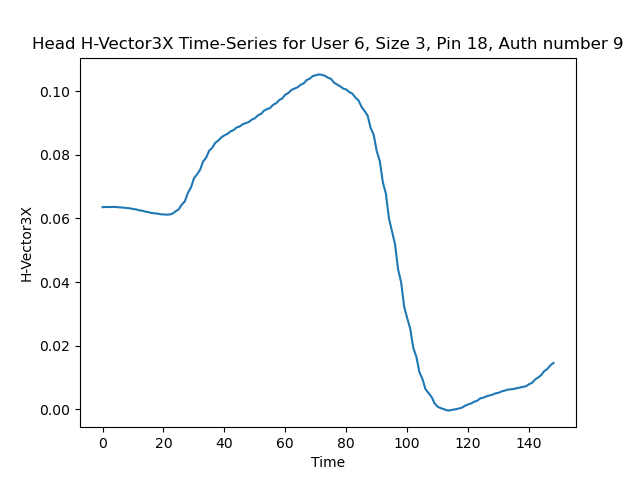 Head H-Vector3X Time-Series for User 6, Size 3, Pin 18, Auth number 9
H-Vector3X
0.10
0.08
0.06
0.04
0.02
0.00
0 20 40 60 80 100 120 140
Time